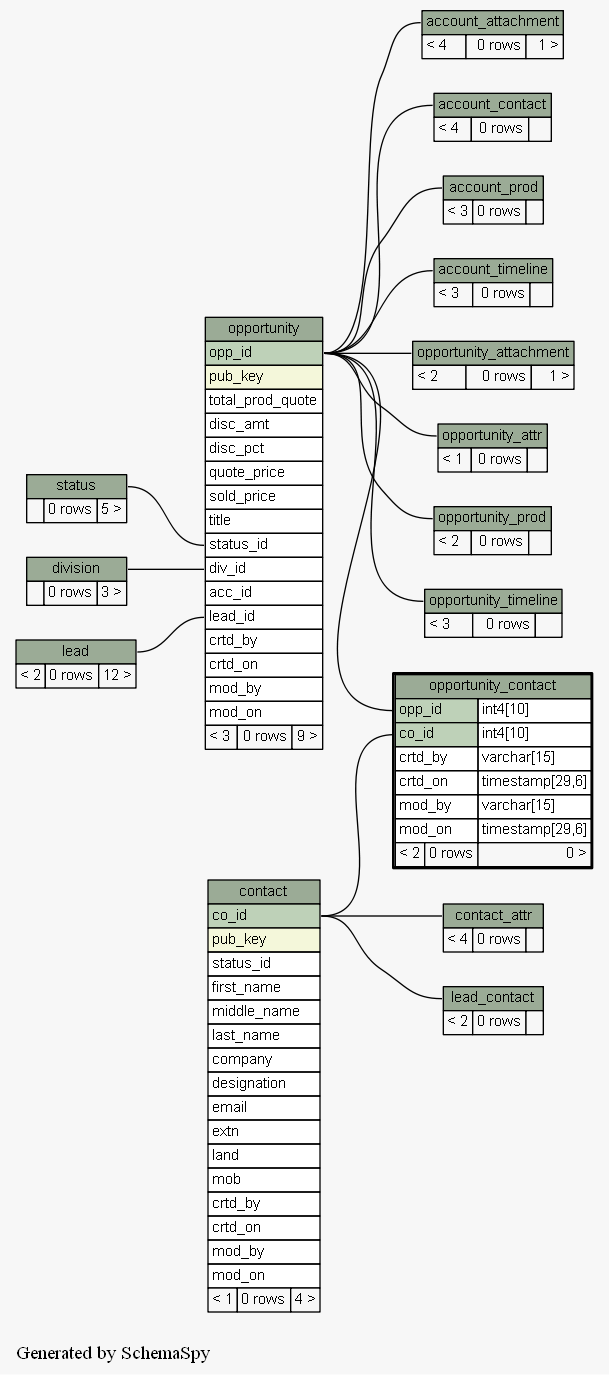 account_attachment
< 4 0 rows 1 >
account_contact
< 4 0 rows
account_prod
< 3 0 rows
account_timeline
< 3 0 rows
opportunity
opp_id
pub_key
total_prod_quote
disc_amt
disc_pct
quote_price
sold_price
title
status_id
div_id
acc_id
lead_id
crtd_by
crtd_on
mod_by
mod_on
< 3 0 rows 9 >
opportunity_attachment
< 2 0 rows 1 >
opportunity_attr
< 1 0 rows
status
0 rows 5 >
opportunity_prod
< 2 0 rows
division
0 rows 3 >
opportunity_timeline
< 3 0 rows
lead
< 2 0 rows 12 >
opportunity_contact
opp_id int4[10]
co_id int4[10]
crtd_by varchar[15]
crtd_on timestamp[29,6]
mod_by varchar[15]
mod_on timestamp[29,6]
< 2 0 rows 0 >
contact
co_id
pub_key
status_id
first_name
middle_name
last_name
company
designation
email
extn
land
mob
crtd_by
crtd_on
mod_by
mod_on
< 1 0 rows 4 >
contact_attr
< 4 0 rows
lead_contact
< 2 0 rows
Generated by SchemaSpy